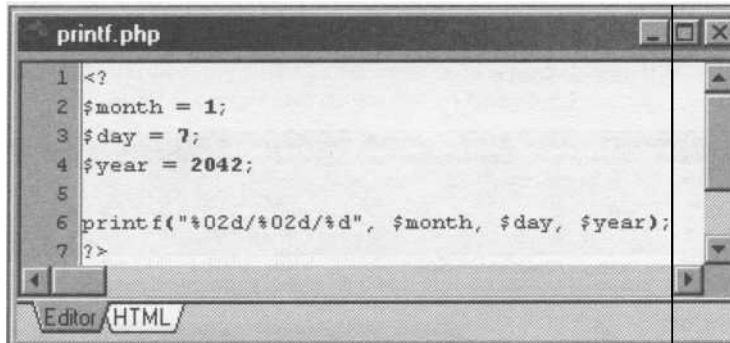 printf.php
1 <?
2 $month = 1;
3 $day = 7;
4 $year = 2042;
5
6 printf("%02d/%02d/%d", $month, $day, $year);
7 ?>
Editor HTML